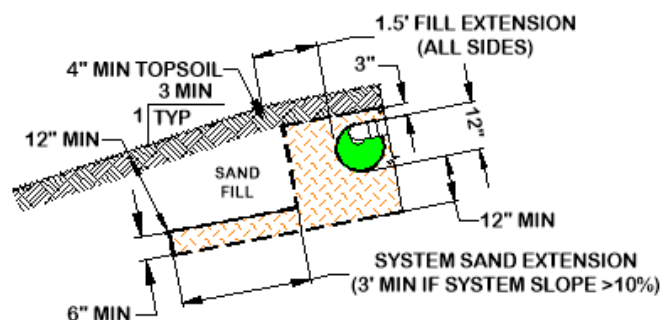 1.5' FILL EXTENSION
(ALL SIDES)
4" MIN TOPSOIL
3"
3 MIN
1
TYP
12"
12" MIN
SAND
FILL
12" MIN
SYSTEM SAND EXTENSION
(3' MIN IF SYSTEM SLOPE >10%)
6" MIN